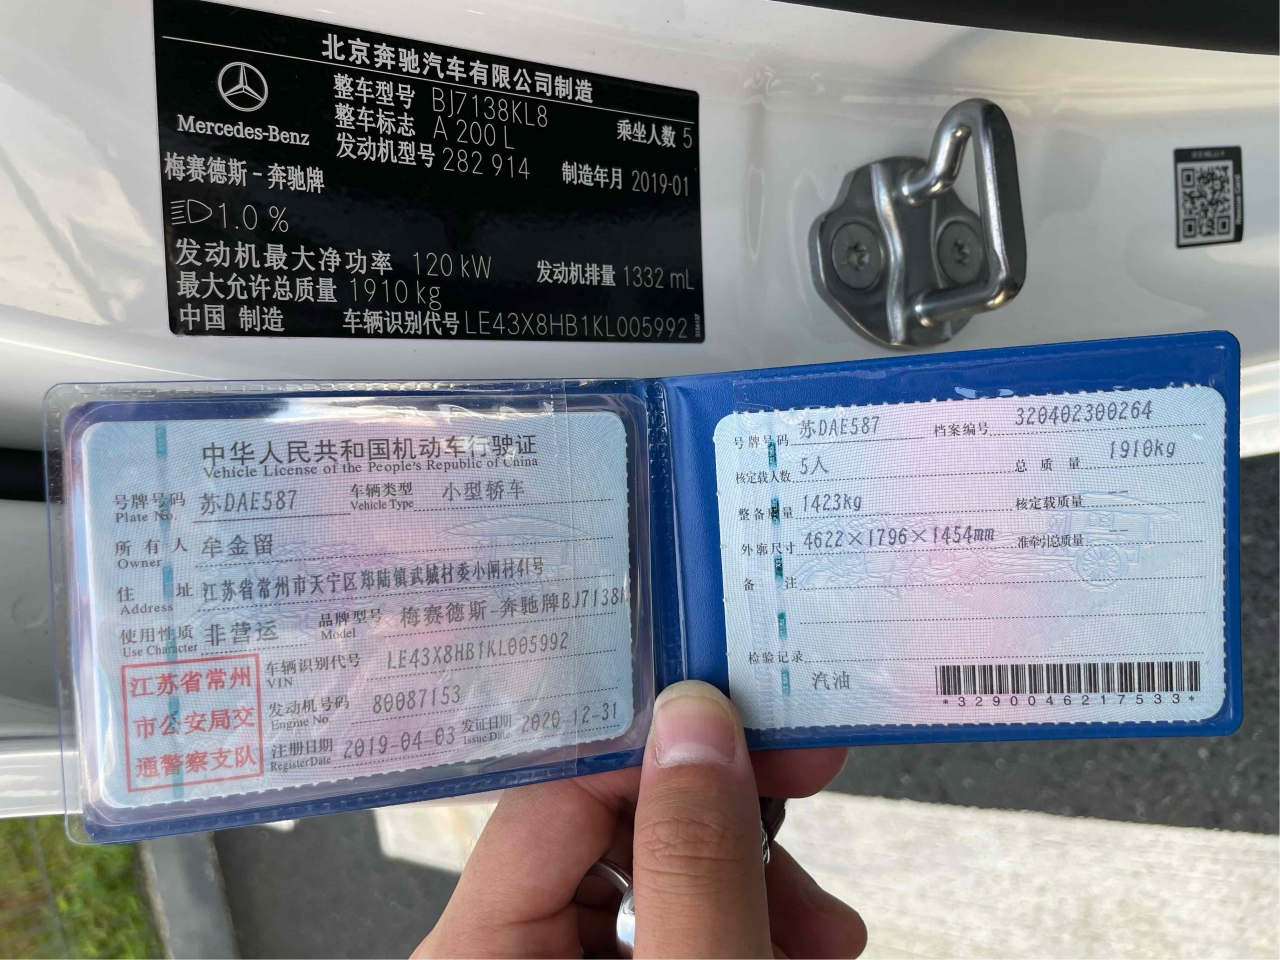 北京奔驰汽车有限公司制造
Mercedes-Benz
整车型号 BJ7138KL8
整车标志 A 200 L
乘坐人数 5
发动机型号 282 914
制造年月 2019-01
梅赛德斯－奔驰牌
1.0 %
发动机最大净功率 120 kW
发动机排量 1332 mL
最大允许总质量 1910 kg
中国 制造
车辆识别代号 LE43X8HB1KL005992
中华人民共和国机动车行驶证
Vehicle License of the People's Republic of China
号牌号码 苏DAE587 车辆类型 小型轿车
Plate No. Vehicle Type
所有人 牟金留
Owner
住址 江苏省常州市天宁区郑陆镇武城村委小闸村41号
Address
使用性质 非营运 品牌型号 梅赛德斯-奔驰牌BJ7138
Use Character Model
江苏省常州
市公安局交
通警察支队
车辆识别代号 LE43X8HB1KL005992
VIN
发动机号码 80087153
Engine No.
注册日期 2019-04-03 发证日期 2020-12-31
Register Date Issue Date
号牌号码 苏DAE587 档案编号 320402300264
核定载人数 5人 总质量 1910kg
整备质量 1423kg 核定载质量 --
外廓尺寸 4622×1796×1454mm 准牵引总质量 --
备注
检验记录
汽油
*3290046217533*